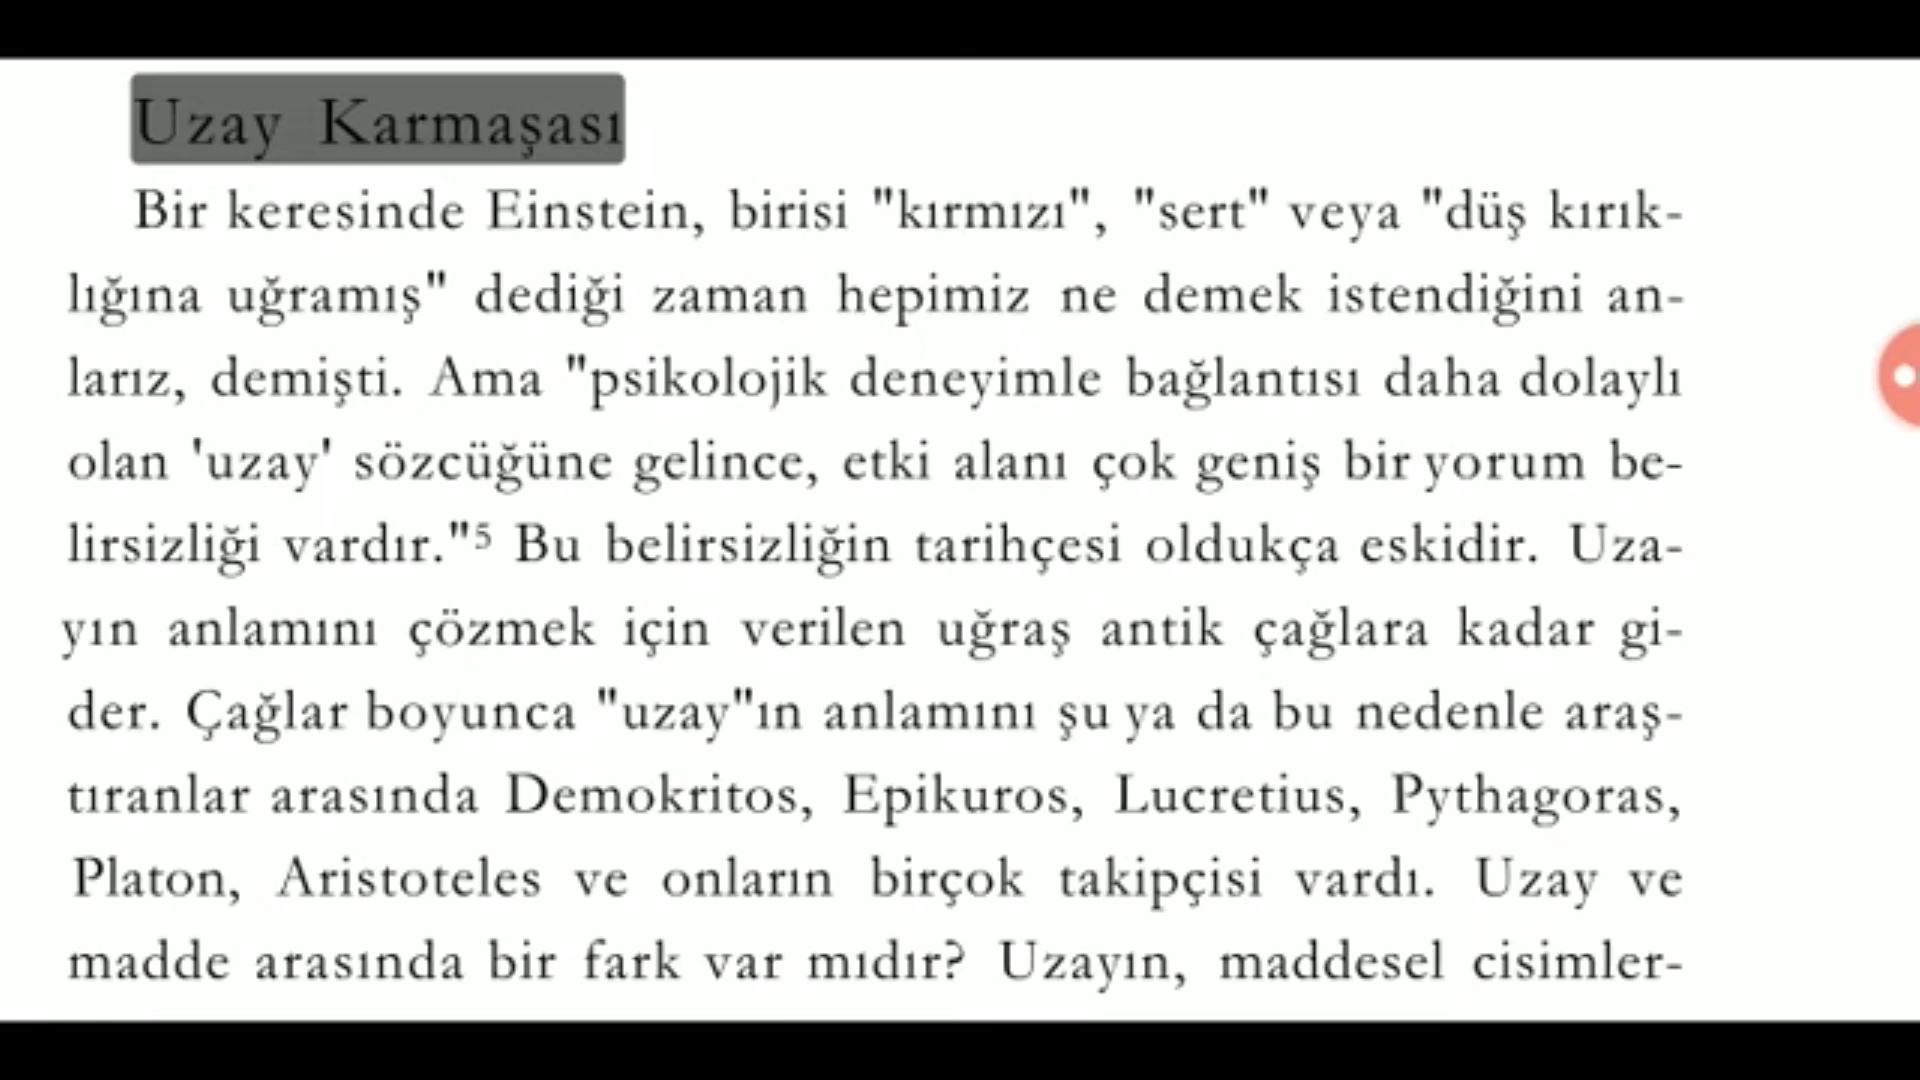 Uzay Karmaşası
Bir keresinde Einstein, birisi "kırmızı", "sert" veya "düş kırık-
lığına uğramış" dediği zaman hepimiz ne demek istendiğini an-
larız, demişti. Ama "psikolojik deneyimle bağlantısı daha dolaylı
olan 'uzay' sözcüğüne gelince, etki alanı çok geniş bir yorum be-
lirsizliği vardır."5 Bu belirsizliğin tarihçesi oldukça eskidir. Uza-
yın anlamını çözmek için verilen uğraş antik çağlara kadar gi-
der. Çağlar boyunca "uzay"ın anlamını şu ya da bu nedenle araş-
tıranlar arasında Demokritos, Epikuros, Lucretius, Pythagoras,
Platon, Aristoteles ve onların birçok takipçisi vardı. Uzay ve
madde arasında bir fark var mıdır? Uzayın, maddesel cisimler-